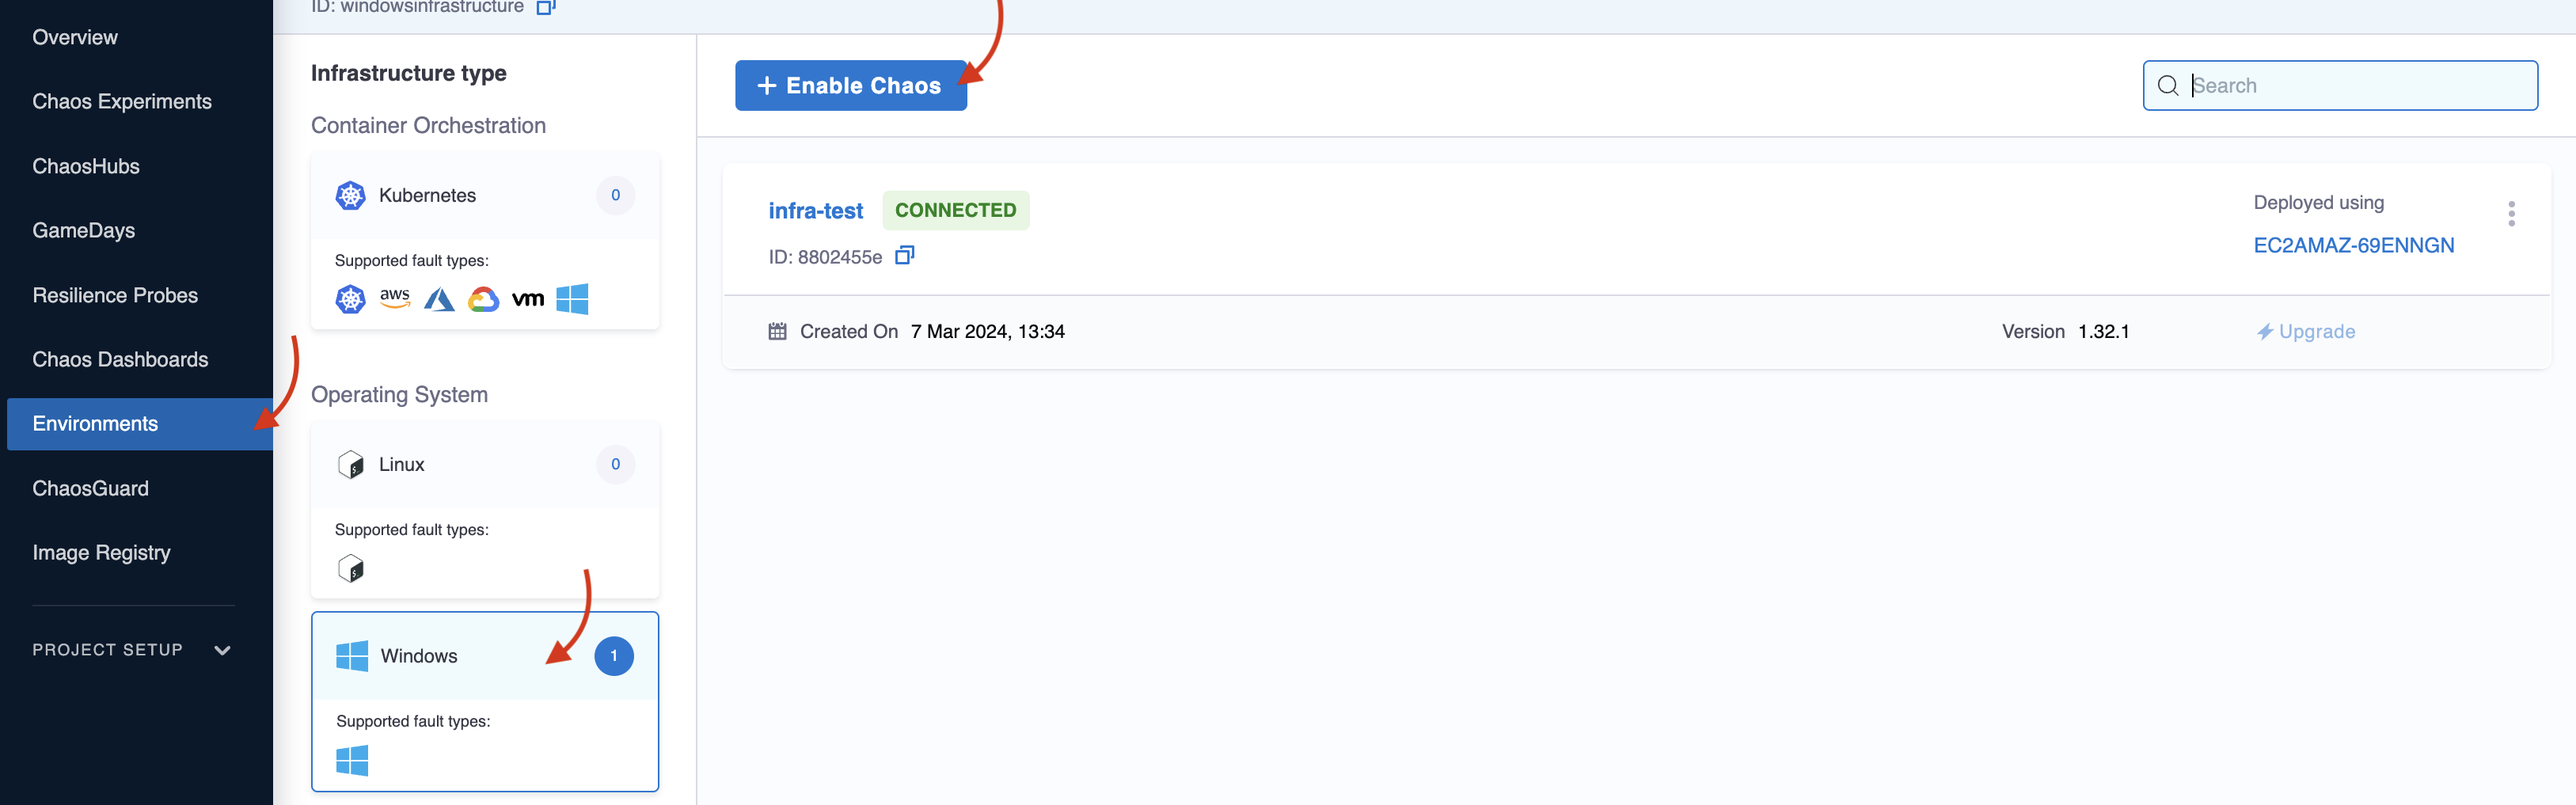 Overview
Chaos Experiments
ChaosHubs
GameDays
Resilience Probes
Chaos Dashboards
Environments
ChaosGuard
Image Registry
PROJECT SETUP
ID: windowsinfrastructure
Infrastructure type
Container Orchestration
Kubernetes 0
Supported fault types:
aws vm
Operating System
Linux 0
Supported fault types:
Windows 1
Supported fault types:
+ Enable Chaos
Search
infra-test CONNECTED
ID: 8802455e
Deployed using
EC2AMAZ-69ENNGN
Created On 7 Mar 2024, 13:34
Version 1.32.1
Upgrade